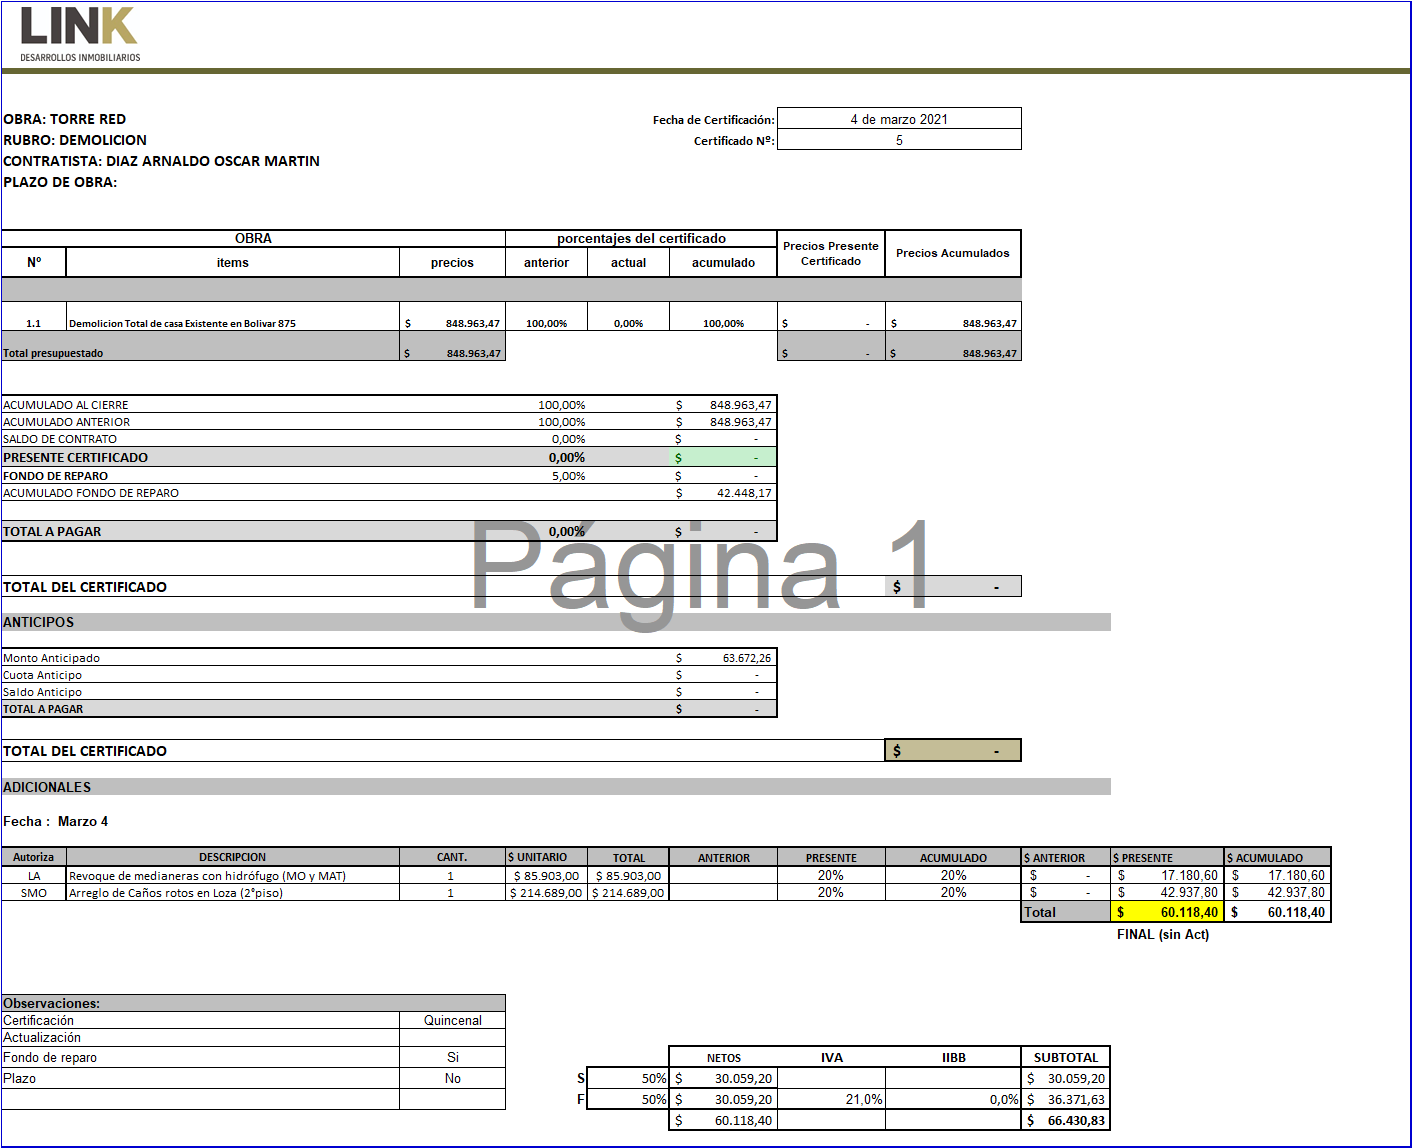 LINK
DESARROLLOS INMOBILIARIOS
OBRA: TORRE RED
Fecha de Certificación: 4 de marzo 2021
RUBRO: DEMOLICION
Certificado Nº: 5
CONTRATISTA: DIAZ ARNALDO OSCAR MARTIN
PLAZO DE OBRA:
OBRA porcentajes del certificado Precios Presente Certificado Precios Acumulados
Nº items precios anterior actual acumulado
1.1 Demolicion Total de casa Existente en Bolivar 875 $ 848.963,47 100,00% 0,00% 100,00% $ - $ 848.963,47
Total presupuestado $ 848.963,47 $ - $ 848.963,47
ACUMULADO AL CIERRE 100,00% $ 848.963,47
ACUMULADO ANTERIOR 100,00% $ 848.963,47
SALDO DE CONTRATO 0,00% $ -
PRESENTE CERTIFICADO 0,00% $ -
FONDO DE REPARO 5,00% $ -
ACUMULADO FONDO DE REPARO $ 42.448,17
TOTAL A PAGAR 0,00% $ -
Página 1
TOTAL DEL CERTIFICADO $ -
ANTICIPOS
Monto Anticipado $ 63.672,26
Cuota Anticipo $ -
Saldo Anticipo $ -
TOTAL A PAGAR $ -
TOTAL DEL CERTIFICADO $ -
ADICIONALES
Fecha : Marzo 4
Autoriza DESCRIPCION CANT. $ UNITARIO TOTAL ANTERIOR PRESENTE ACUMULADO $ ANTERIOR $ PRESENTE $ ACUMULADO
LA Revoque de medianeras con hidrófugo (MO y MAT) 1 $ 85.903,00 $ 85.903,00 20% 20% $ - $ 17.180,60 $ 17.180,60
SMO Arreglo de Caños rotos en Loza (2°piso) 1 $ 214.689,00 $ 214.689,00 20% 20% $ - $ 42.937,80 $ 42.937,80
Total $ 60.118,40 $ 60.118,40
FINAL (sin Act)
Observaciones:
Certificación Quincenal
Actualización
Fondo de reparo Si
Plazo No
NETOS IVA IIBB SUBTOTAL
S 50% $ 30.059,20 $ 30.059,20
F 50% $ 30.059,20 21,0% 0,0% $ 36.371,63
$ 60.118,40 $ 66.430,83